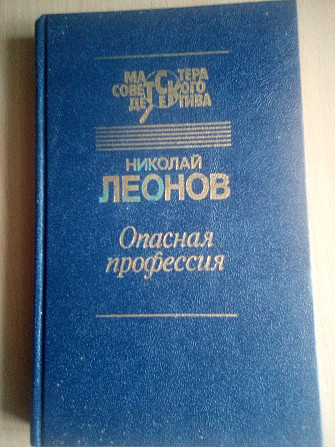 МАСТЕРА
СОВЕТСКОГО
ДЕТЕКТИВА
НИКОЛАЙ
ЛЕОНОВ
Опасная
профессия